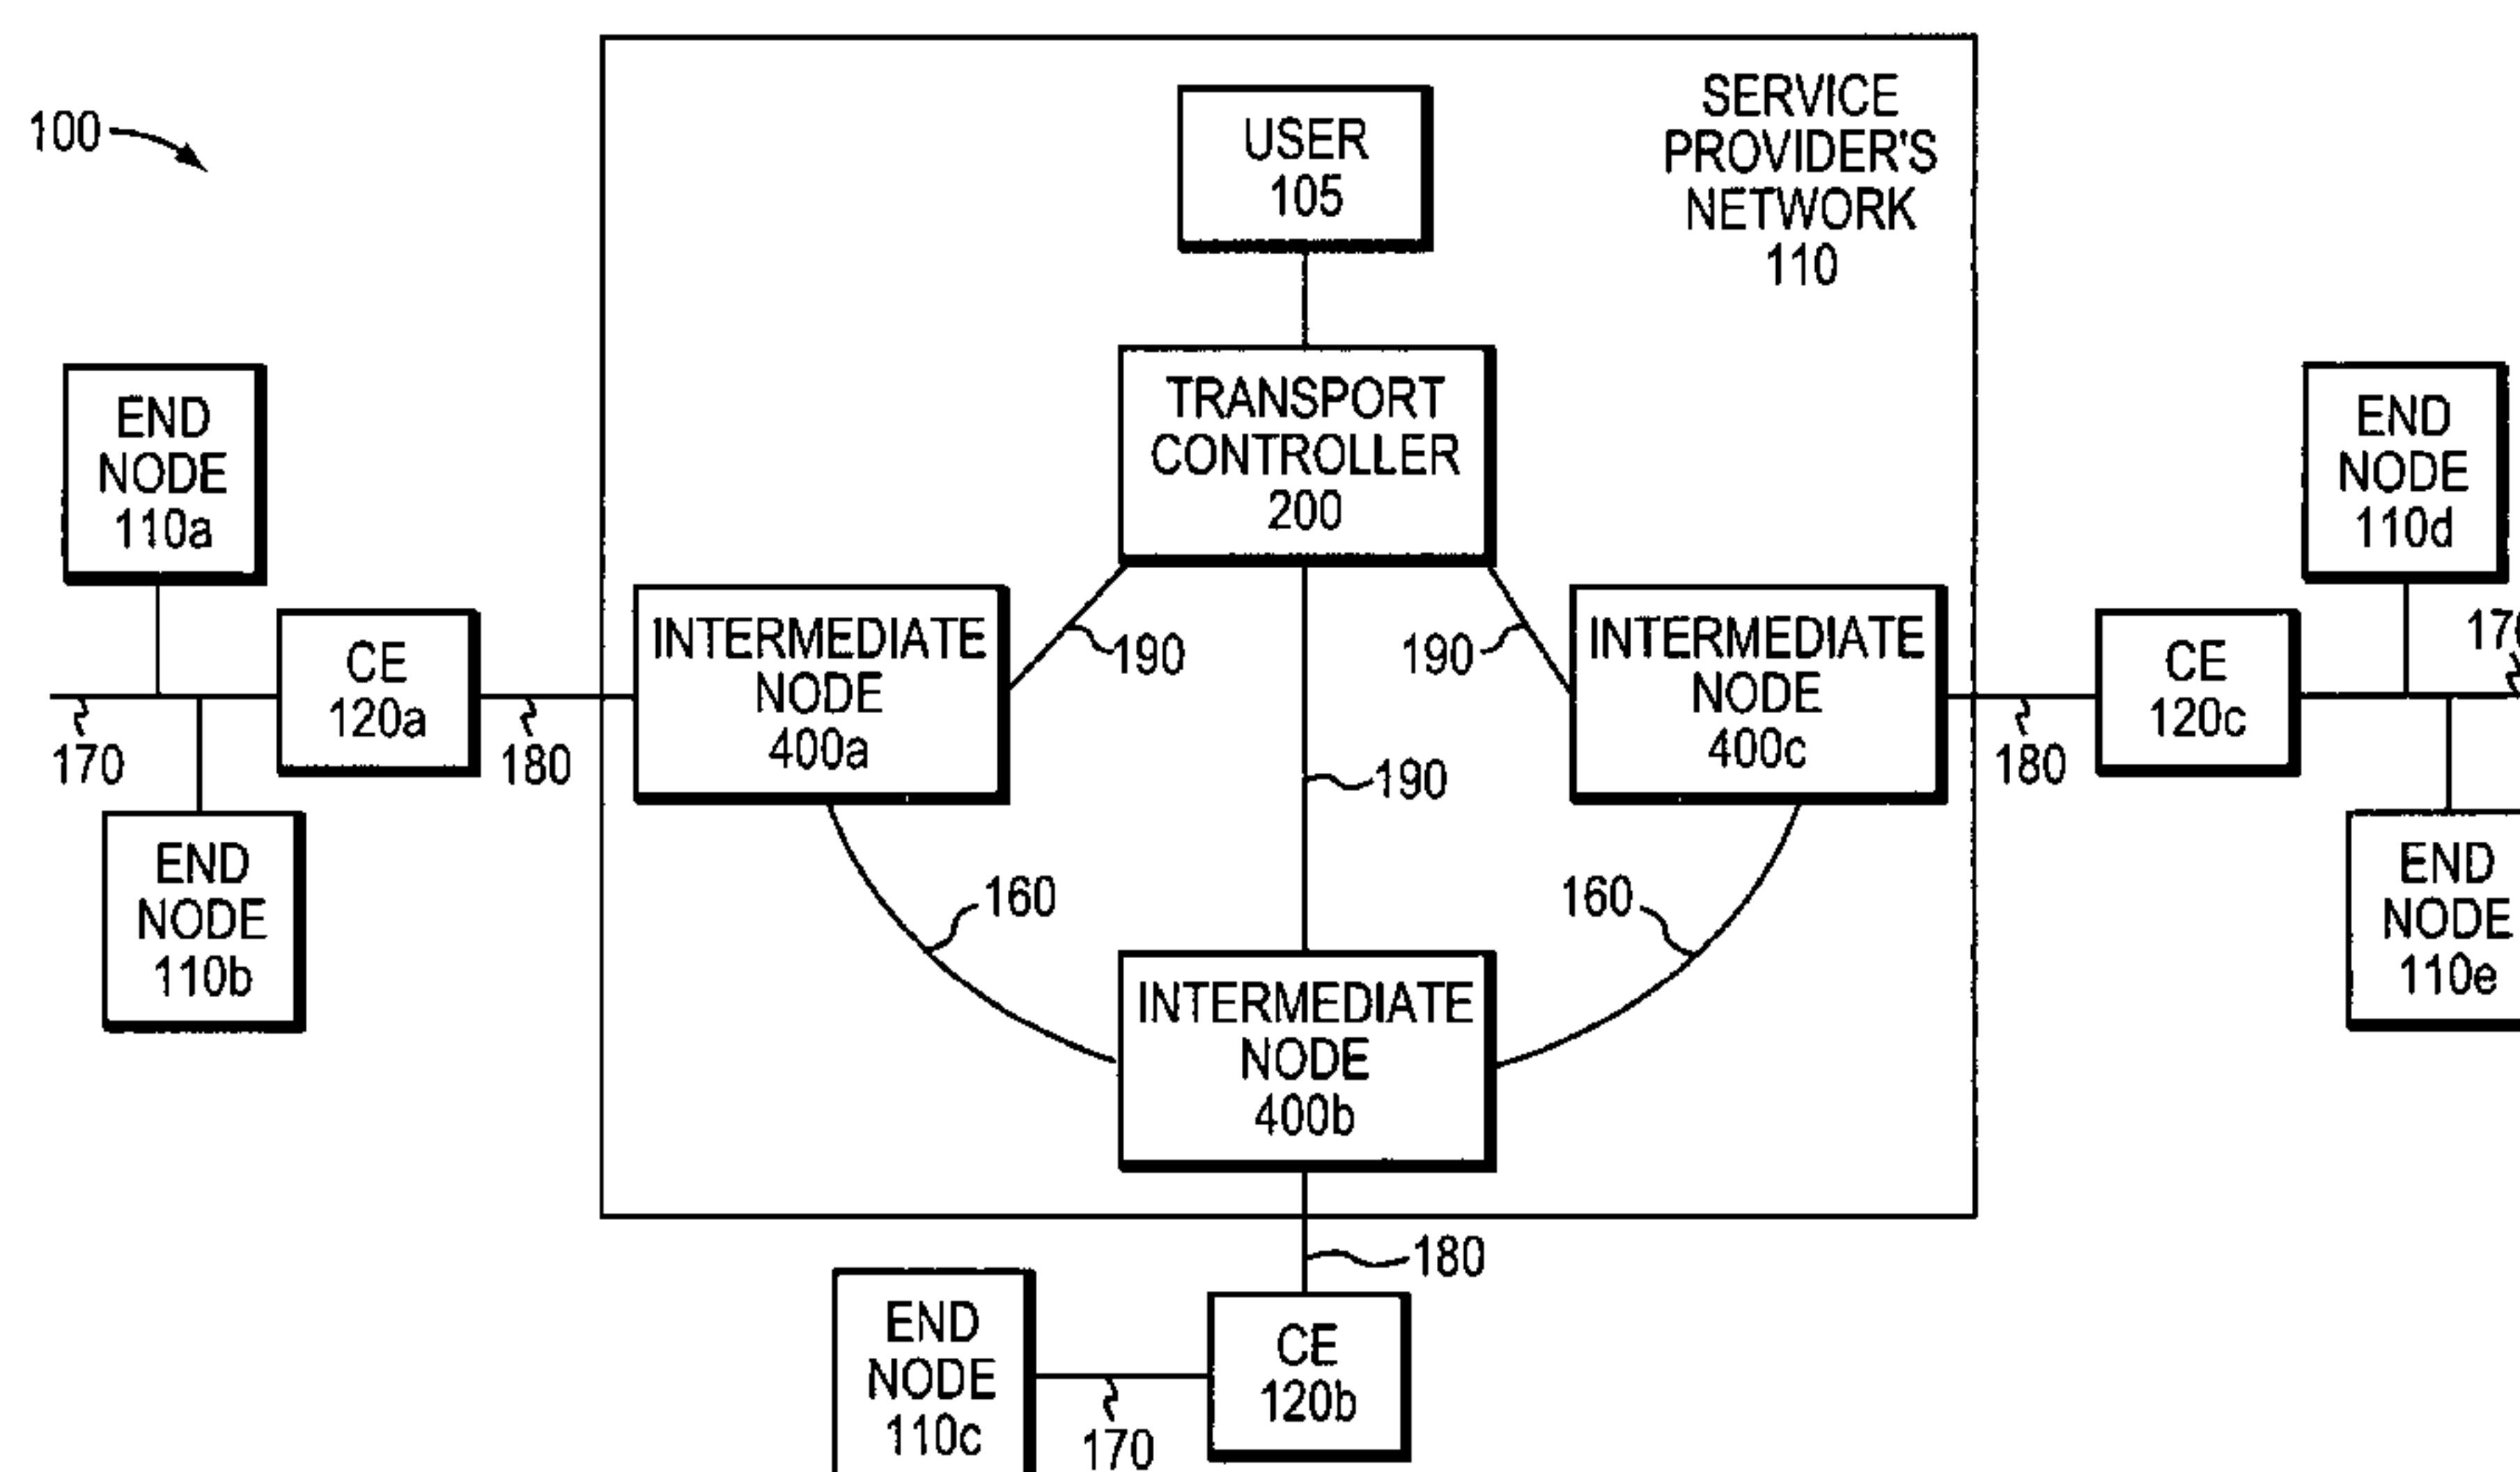 100
SERVICE
PROVIDER'S
NETWORK
110
USER
105
TRANSPORT
CONTROLLER
200
END
NODE
110a
END
NODE
110d
CE
120a
INTERMEDIATE
NODE
400a
190
190
INTERMEDIATE
NODE
400c
CE
120c
170
170
180
190
180
END
NODE
110b
160
160
END
NODE
110e
INTERMEDIATE
NODE
400b
180
END
NODE
110c
CE
120b
170